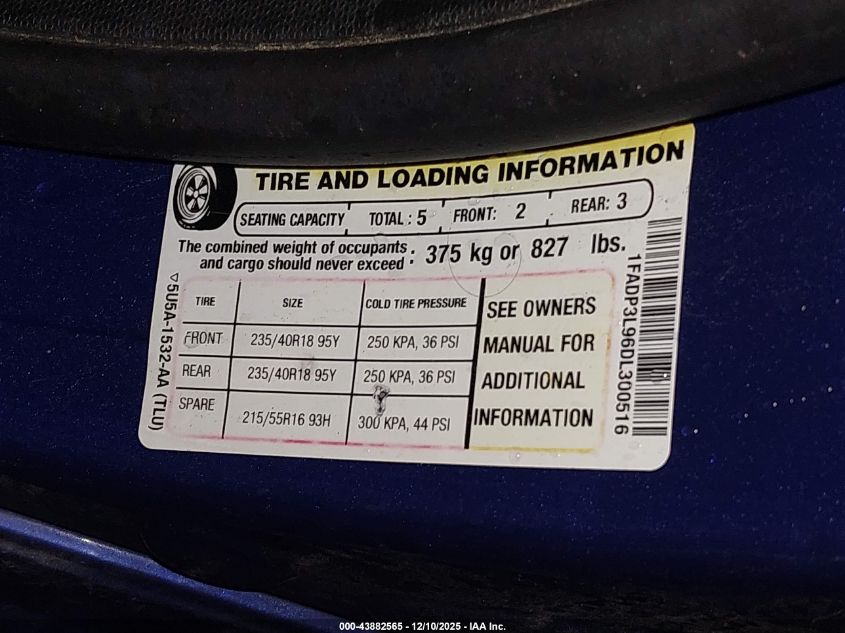 TIRE AND LOADING INFORMATION
SEATING CAPACITY TOTAL : 5 FRONT: 2 REAR: 3
The combined weight of occupants
and cargo should never exceed : 375 kg or 827 lbs.
TIRE SIZE COLD TIRE PRESSURE
FRONT 235/40R18 95Y 250 KPA, 36 PSI
REAR 235/40R18 95Y 250 KPA, 36 PSI
SPARE 215/55R16 93H 300 KPA, 44 PSI
SEE OWNERS
MANUAL FOR
ADDITIONAL
INFORMATION
5U5A-1532-AA (TLU)
1FADP3L96DL300516
000-43882565 - 12/10/2025 - IAA Inc.